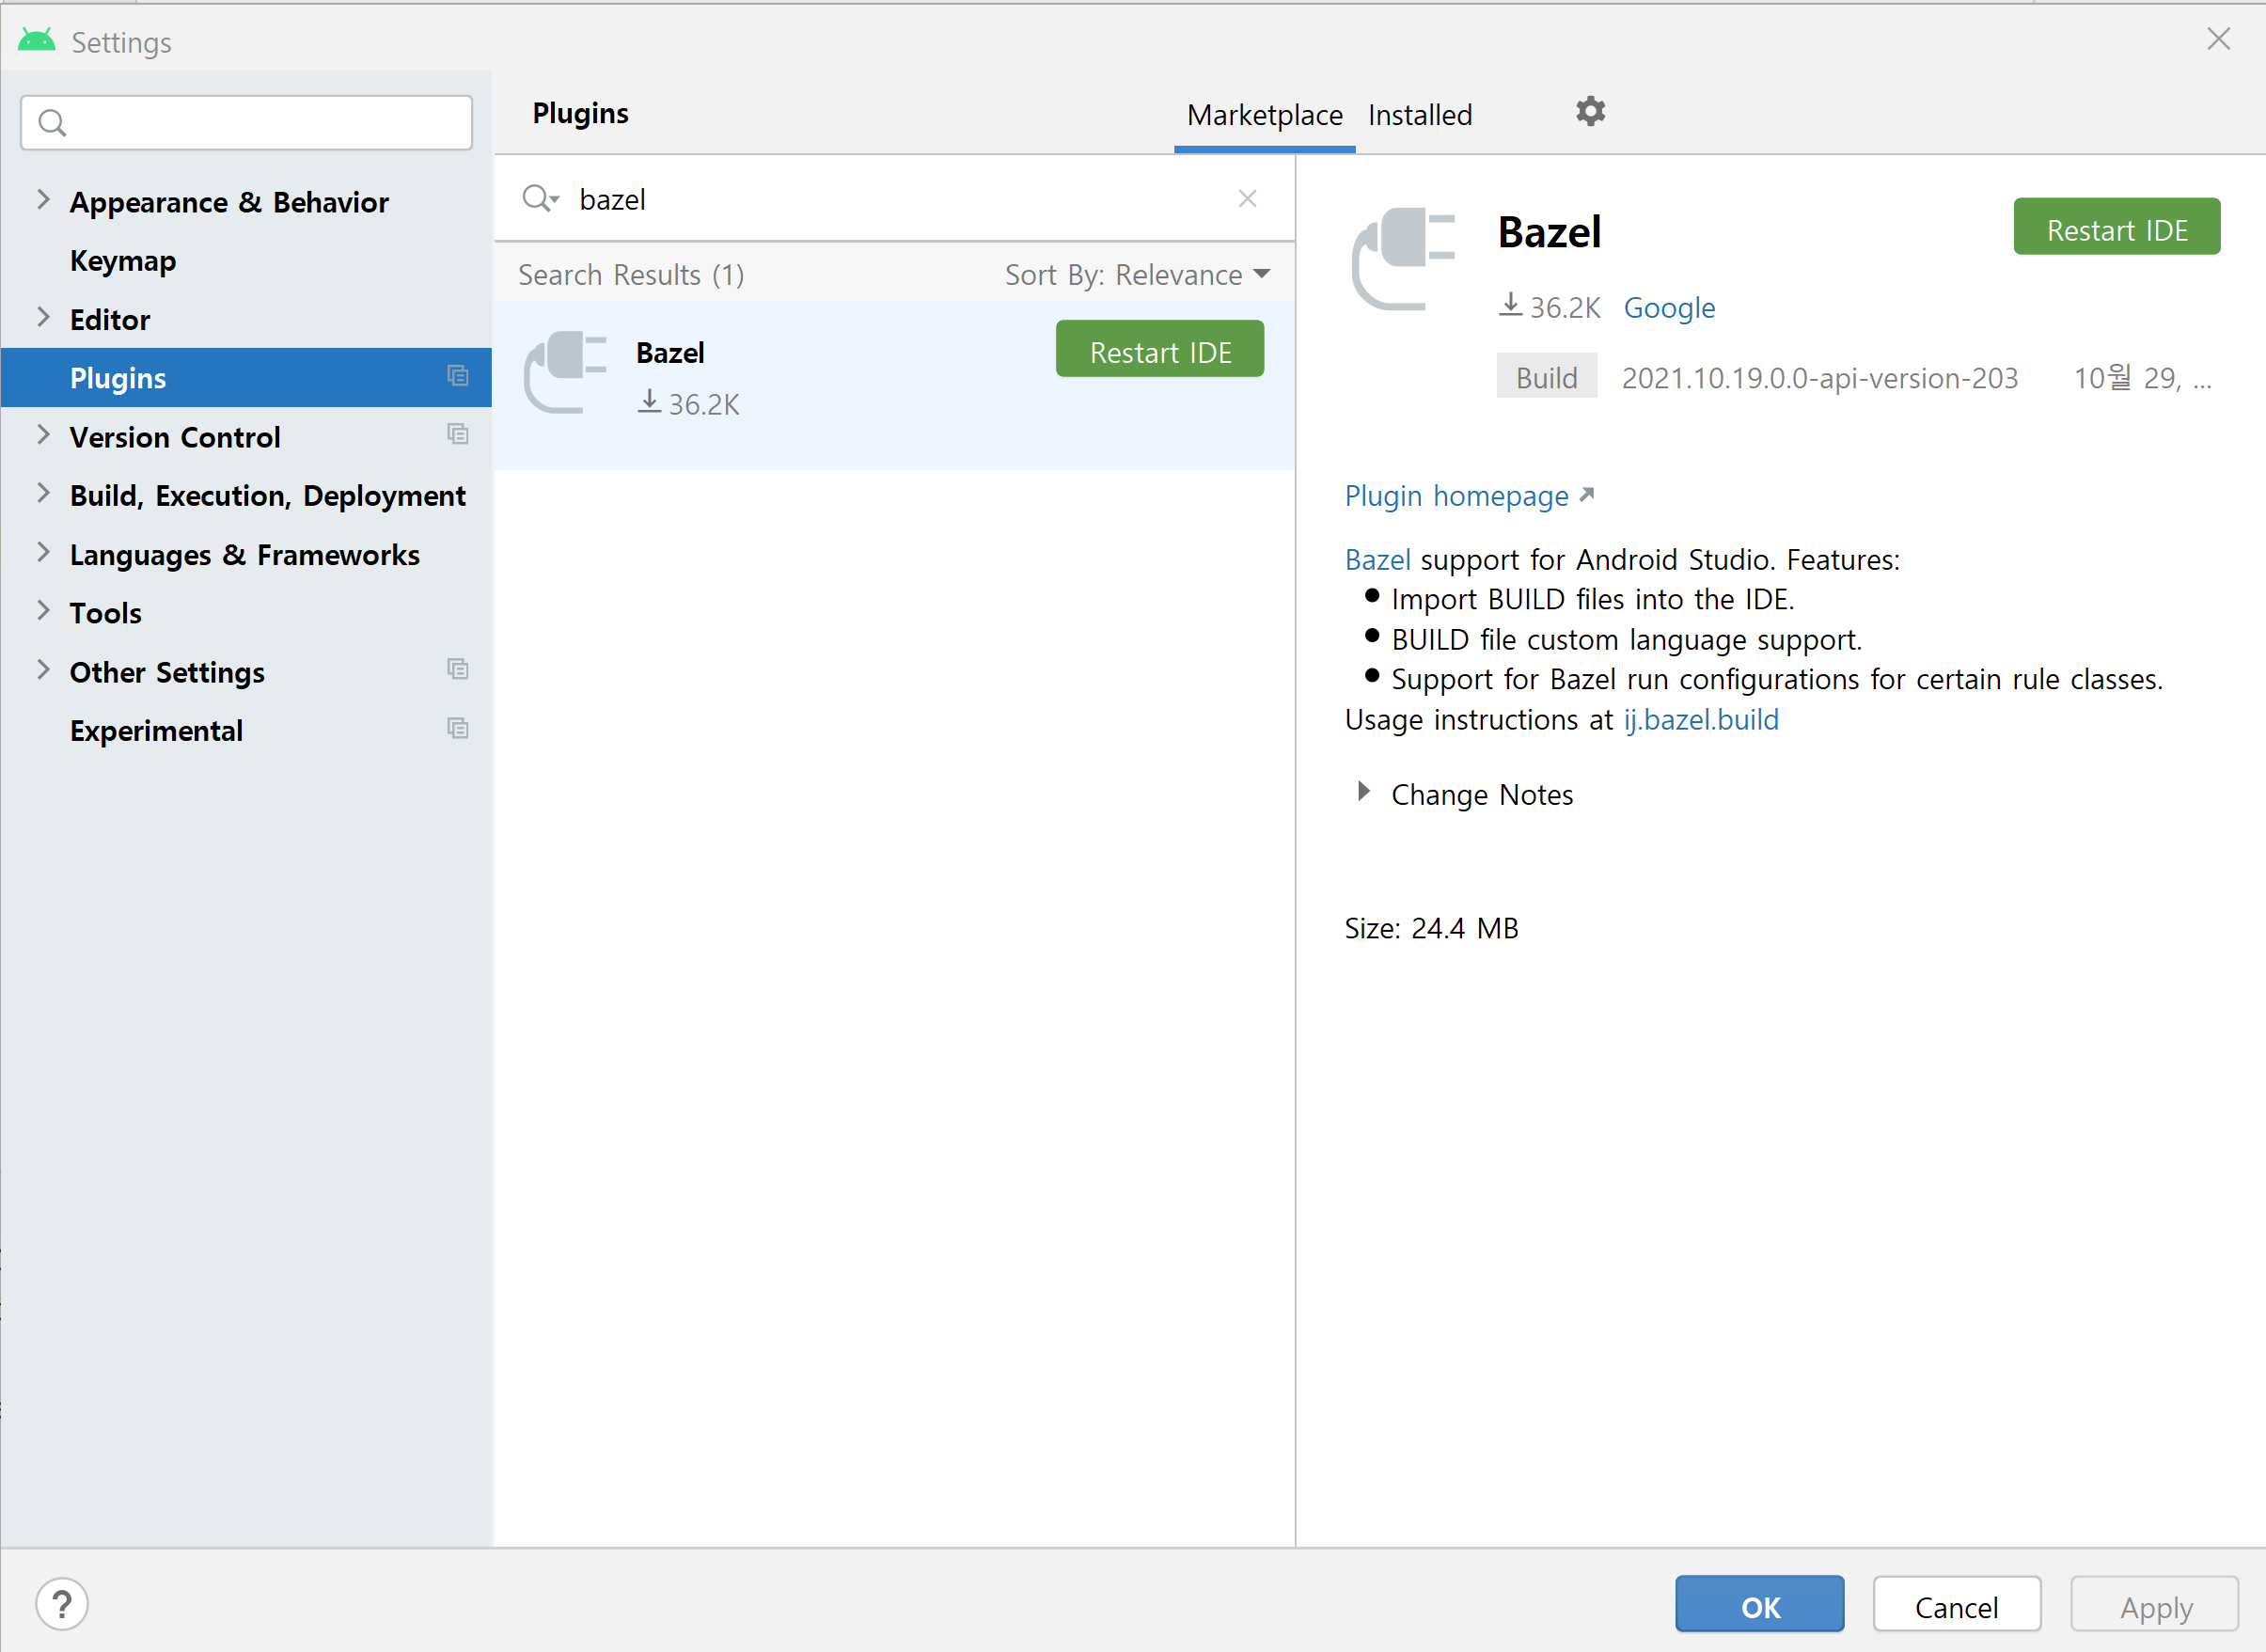 Settings
Plugins
Marketplace Installed
Appearance & Behavior
Keymap
Editor
Plugins
Version Control
Build, Execution, Deployment
Languages & Frameworks
Tools
Other Settings
Experimental
bazel
Search Results (1) Sort By: Relevance
Bazel
Restart IDE
36.2K
Bazel
Restart IDE
36.2K Google
Build 2021.10.19.0.0-api-version-203 10월 29, ...
Plugin homepage
Bazel support for Android Studio. Features:
Import BUILD files into the IDE.
BUILD file custom language support.
Support for Bazel run configurations for certain rule classes.
Usage instructions at ij.bazel.build
Change Notes
Size: 24.4 MB
?
OK Cancel Apply